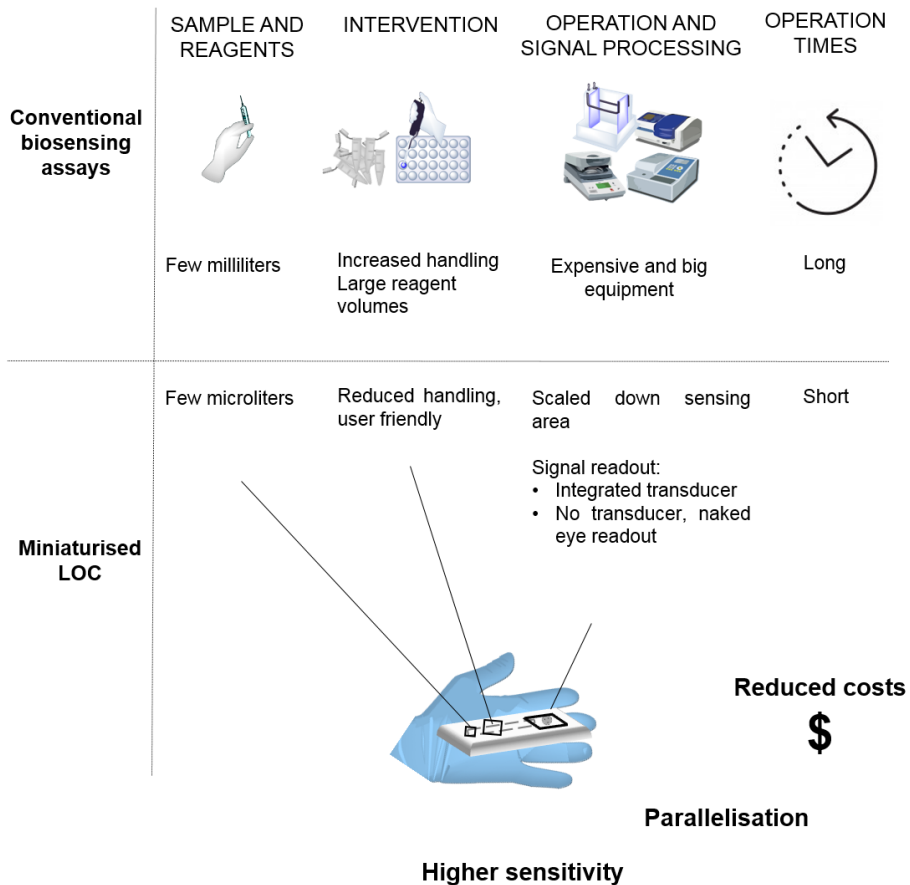 SAMPLE AND
REAGENTS
INTERVENTION
OPERATION AND
SIGNAL PROCESSING
OPERATION
TIMES
Conventional
biosensing
assays
Few milliliters
Increased handling
Large reagent
volumes
Expensive and big
equipment
Long
Few microliters
Reduced handling,
user friendly
Scaled down sensing
area
Short
Signal readout:
• Integrated transducer
• No transducer, naked
eye readout
Miniaturised
LOC
Reduced costs
$
Parallelisation
Higher sensitivity